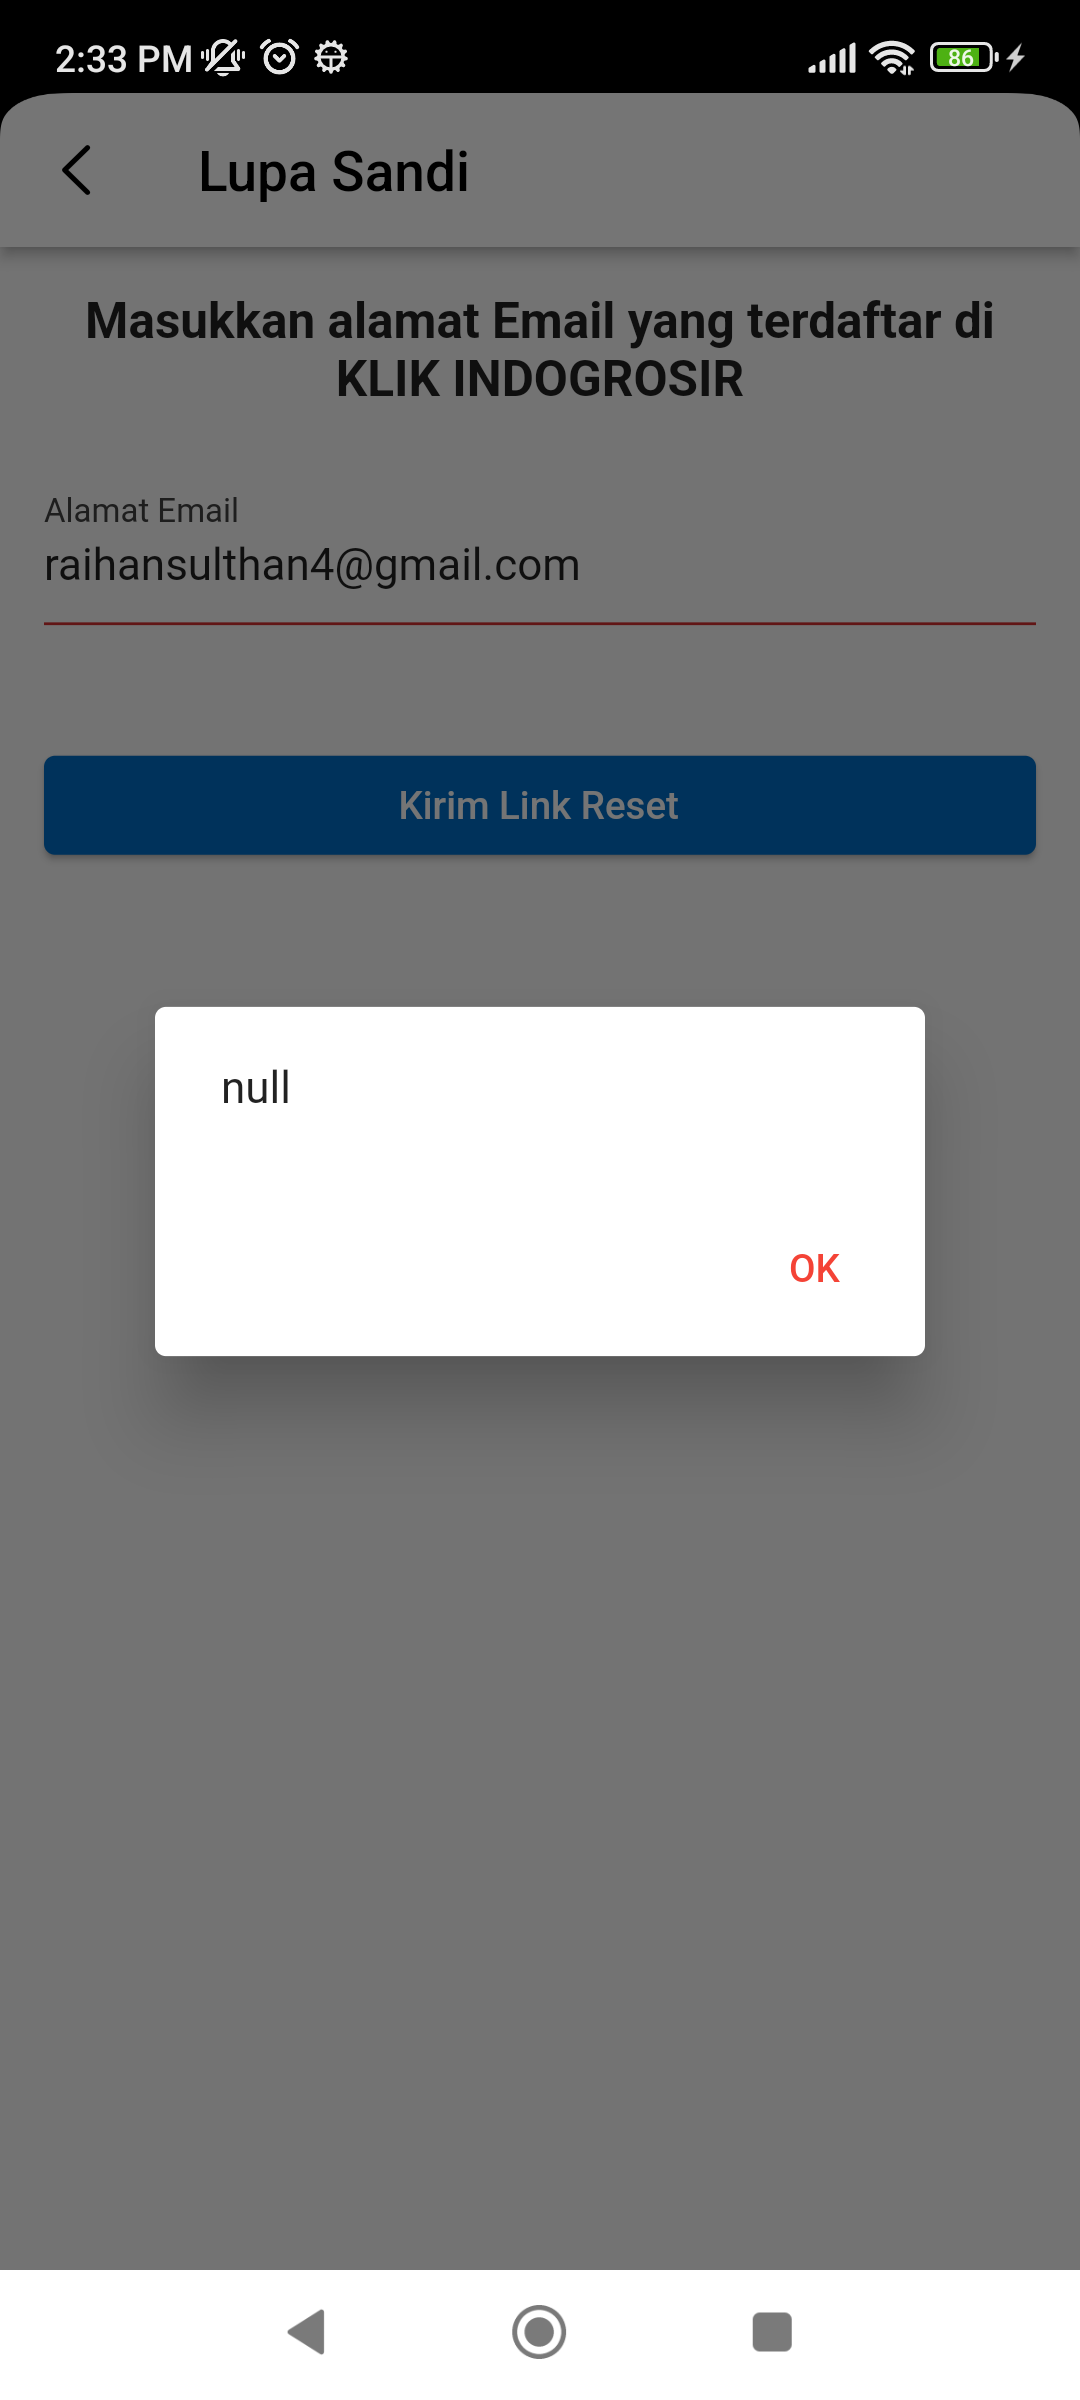 2:33 PM
86
Lupa Sandi
Masukkan alamat Email yang terdaftar di
KLIK INDOGROSIR
Alamat Email
raihansulthan4@gmail.com
Kirim Link Reset
null
OK